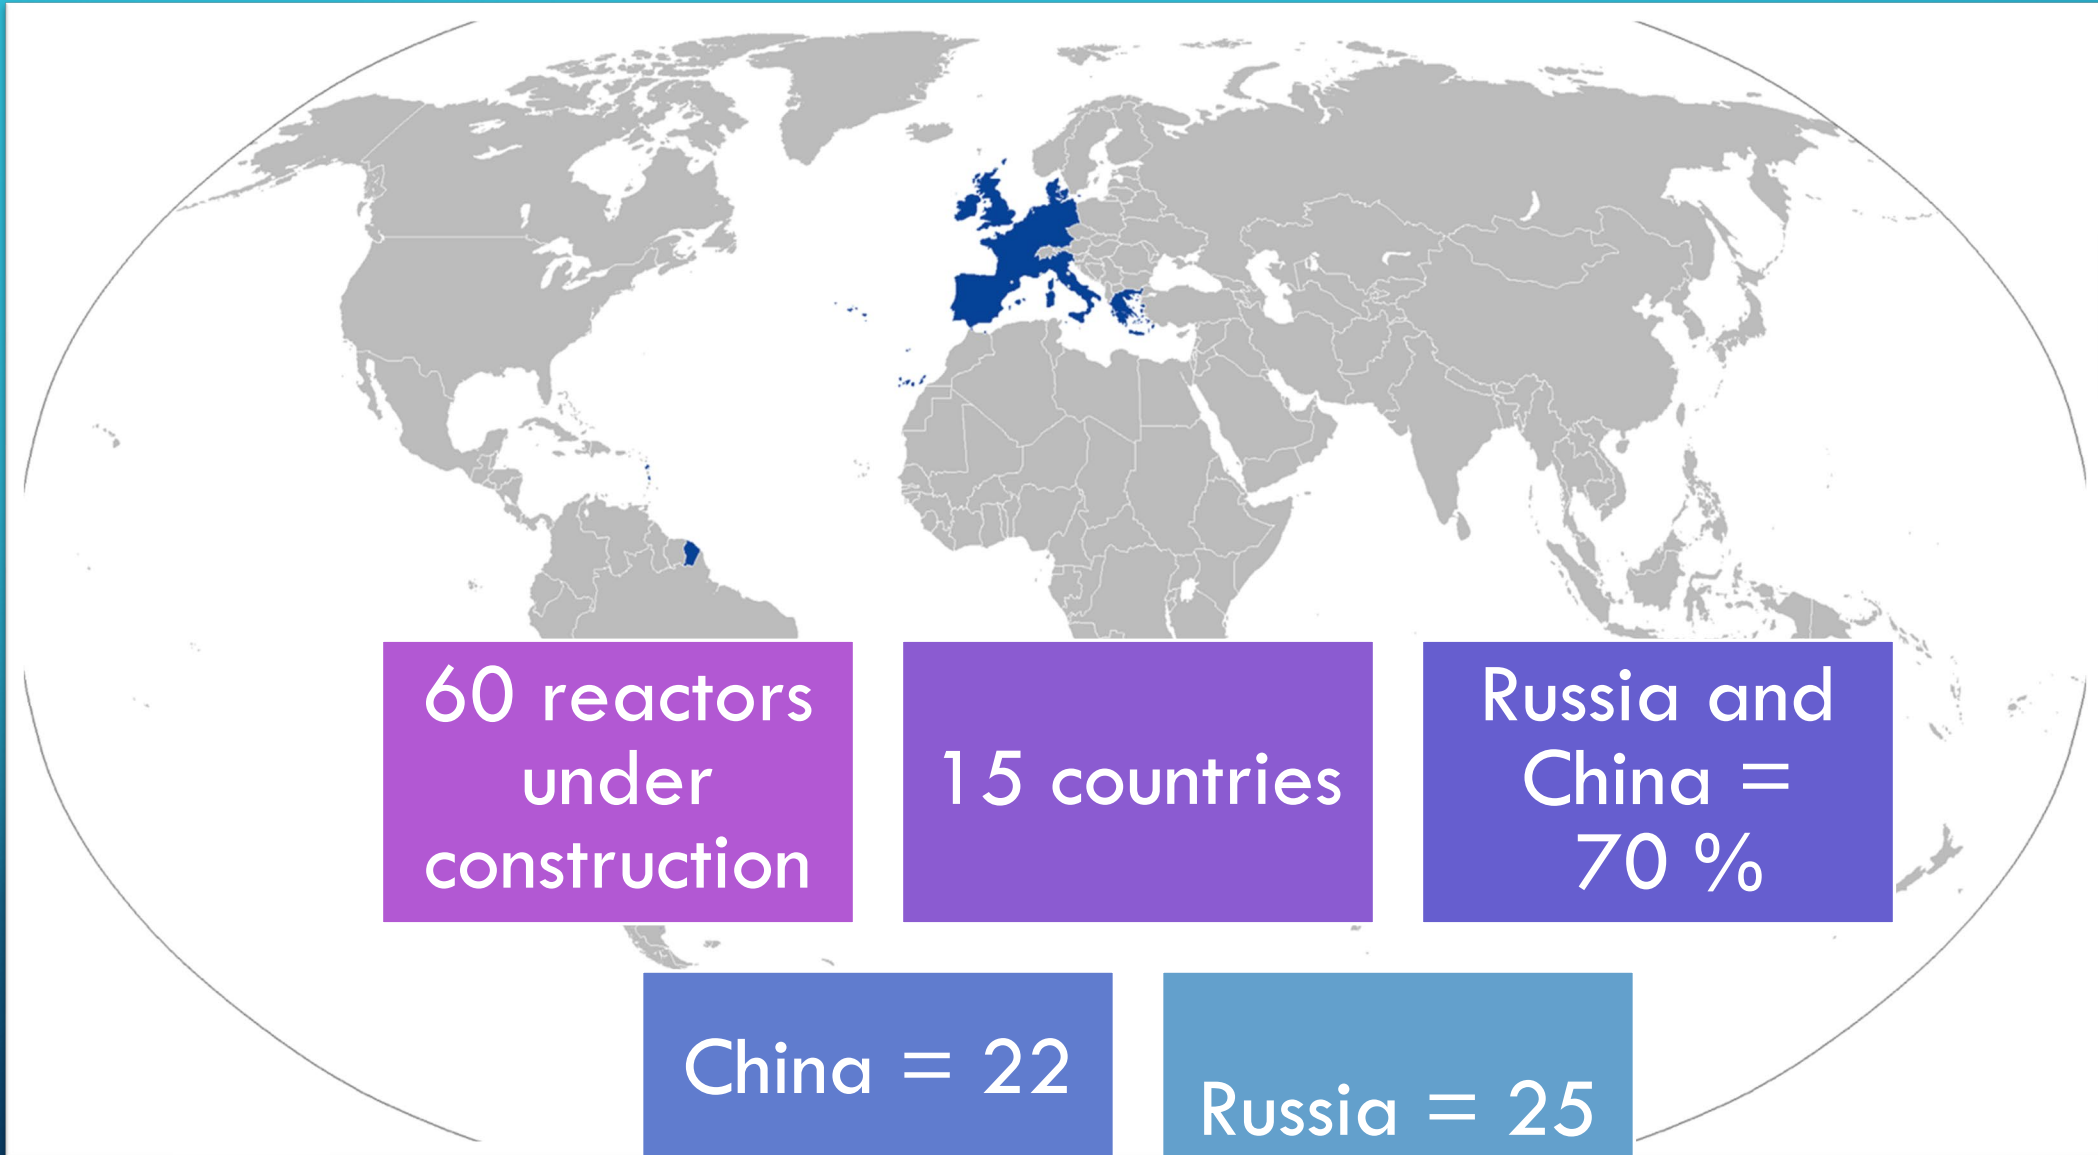 60 reactors
under
construction
15 countries
Russia and
China =
70 %
China = 22
Russia = 25